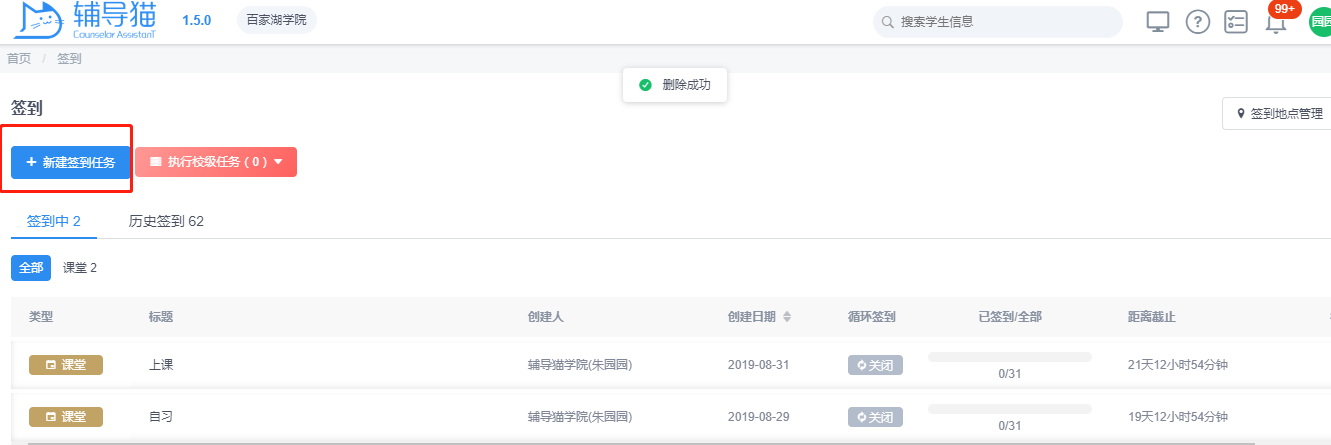 辅导猫 1.5.0 百家湖学院 搜索学生信息 99+
Counselor AssistanT
首页 / 签到
删除成功
签到
签到地点管理
+ 新建签到任务 执行校级任务 ( 0 )
签到中 2 历史签到 62
全部 课堂 2
类型 标题 创建人 创建日期 循环签到 已签到/全部 距离截止
课堂 上课 辅导猫学院(朱园园) 2019-08-31 关闭 0/31 21天12小时54分钟
课堂 自习 辅导猫学院(朱园园) 2019-08-29 关闭 0/31 19天12小时54分钟